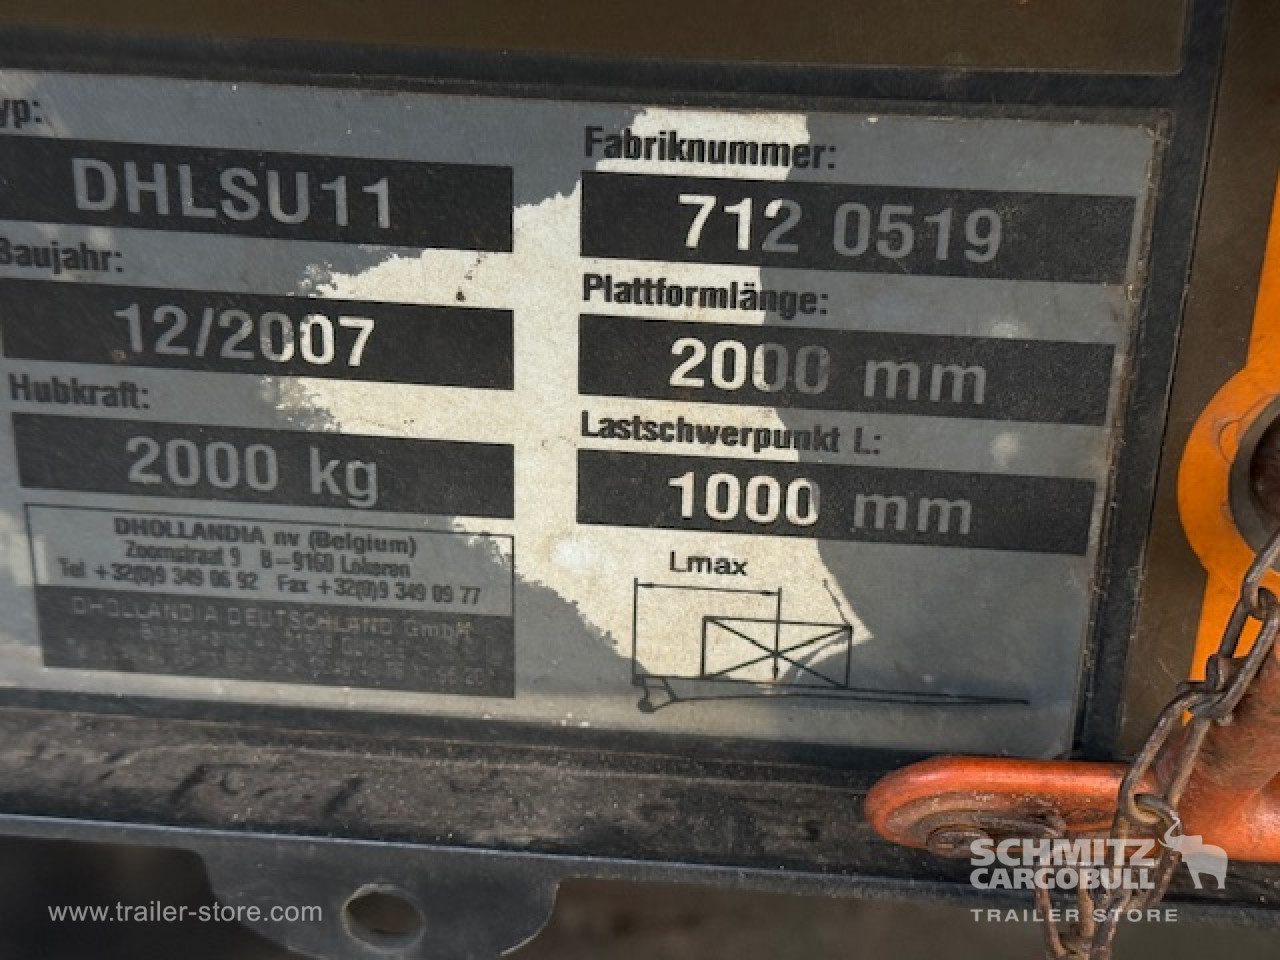 yp:
DHLSU11
Baujahr:
12/2007
Hubkraft:
2000 kg
DHOLLANDIA nv (Belgium)
Zoomstraat 9 B-9160 Lokeren
Tel +32(0)9 349 06 92 Fax +32(0)9 349 09 77
DHOLLANDIA DEUTSCHLAND GmbH
Fabriknummer:
712 0519
Plattformlänge:
2000 mm
Lastschwerpunkt L:
1000 mm
Lmax
www.trailer-store.com
SCHMITZ
CARGOBULL
TRAILER STORE